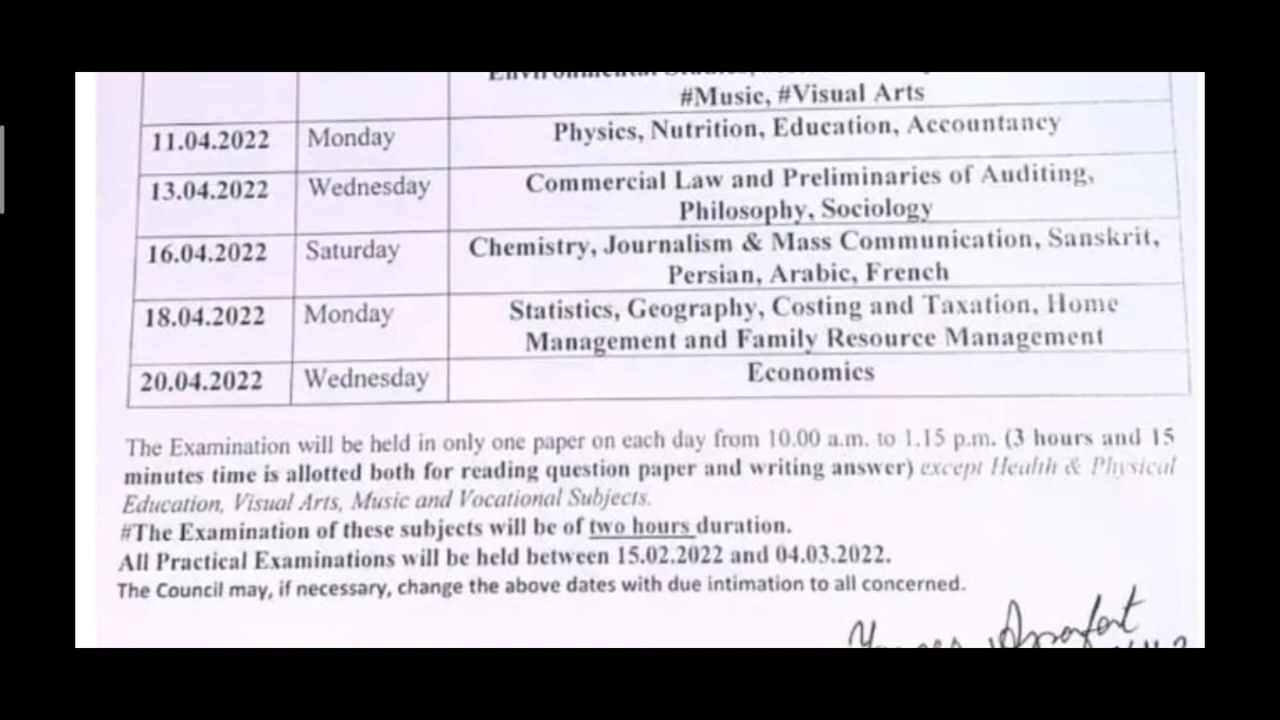 #Music, #Visual Arts
11.04.2022 Monday Physics, Nutrition, Education, Accountancy
13.04.2022 Wednesday Commercial Law and Preliminaries of Auditing,
Philosophy, Sociology
16.04.2022 Saturday Chemistry, Journalism & Mass Communication, Sanskrit,
Persian, Arabic, French
18.04.2022 Monday Statistics, Geography, Costing and Taxation, Home
Management and Family Resource Management
20.04.2022 Wednesday Economics
The Examination will be held in only one paper on each day from 10.00 a.m. to 1.15 p.m. (3 hours and 15
minutes time is allotted both for reading question paper and writing answer) except Health & Physical
Education, Visual Arts, Music and Vocational Subjects.
#The Examination of these subjects will be of two hours duration.
All Practical Examinations will be held between 15.02.2022 and 04.03.2022.
The Council may, if necessary, change the above dates with due intimation to all concerned.